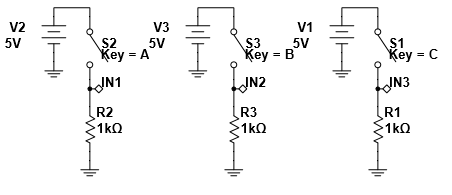 V2
5V
S2
Key = A
IN1
R2
1kΩ
V3
5V
S3
Key = B
IN2
R3
1kΩ
V1
5V
S1
Key = C
IN3
R1
1kΩ